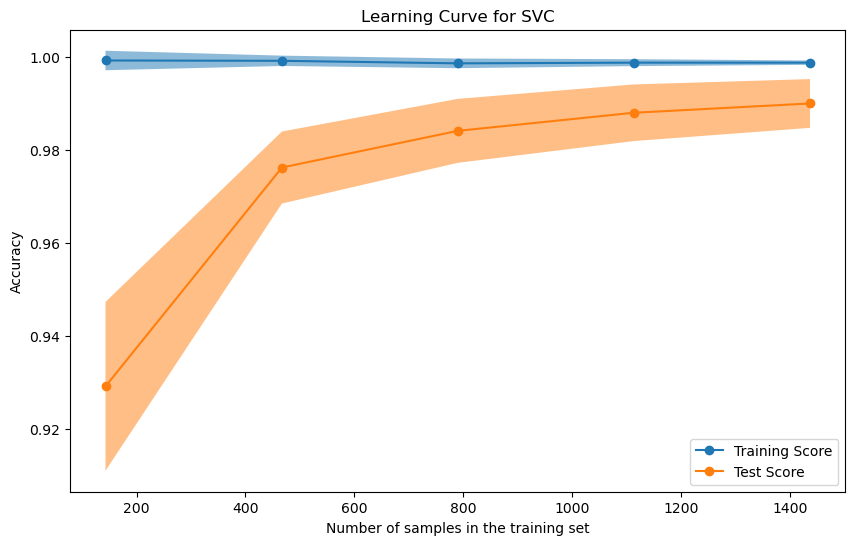 Learning Curve for SVC
1.00
0.98
0.96
0.94
0.92
Accuracy
200
400
600
800
1000
1200
1400
Number of samples in the training set
Training Score
Test Score